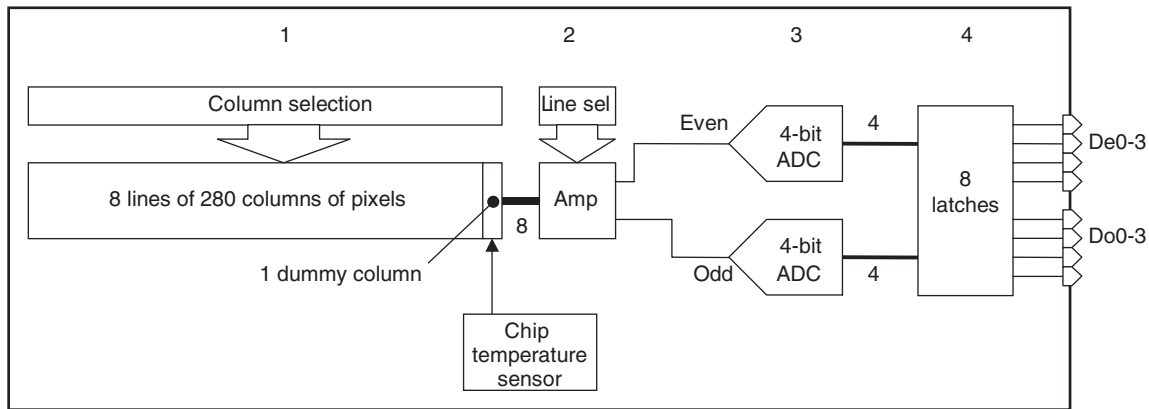 1 2 3 4
Column selection
Line sel
8 lines of 280 columns of pixels
8
Amp
Even
Odd
4-bit
ADC
4
4-bit
ADC
4
8
latches
De0-3
Do0-3
1 dummy column
Chip
temperature
sensor